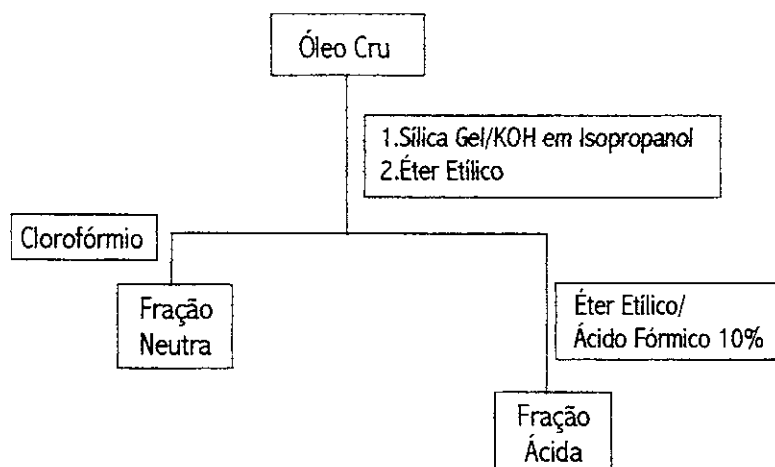 Óleo Cru
1.Sílica Gel/KOH em Isopropanol
2.Éter Etílico
Clorofórmio
Fração
Neutra
Éter Etílico/
Ácido Fórmico 10%
Fração
Ácida